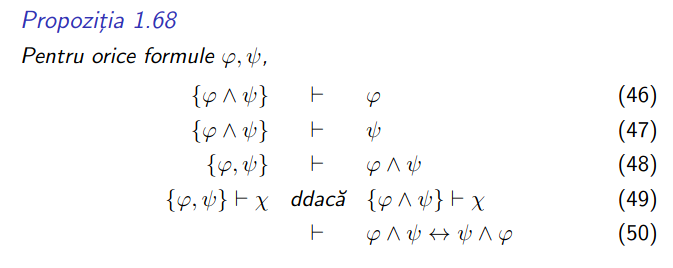 Propoziția 1.68
Pentru orice formule φ, ψ,
{φ ∧ ψ} ⊢ φ (46)
{φ ∧ ψ} ⊢ ψ (47)
{φ, ψ} ⊢ φ ∧ ψ (48)
{φ, ψ} ⊢ χ ddacă {φ ∧ ψ} ⊢ χ (49)
⊢ φ ∧ ψ ↔ ψ ∧ φ (50)